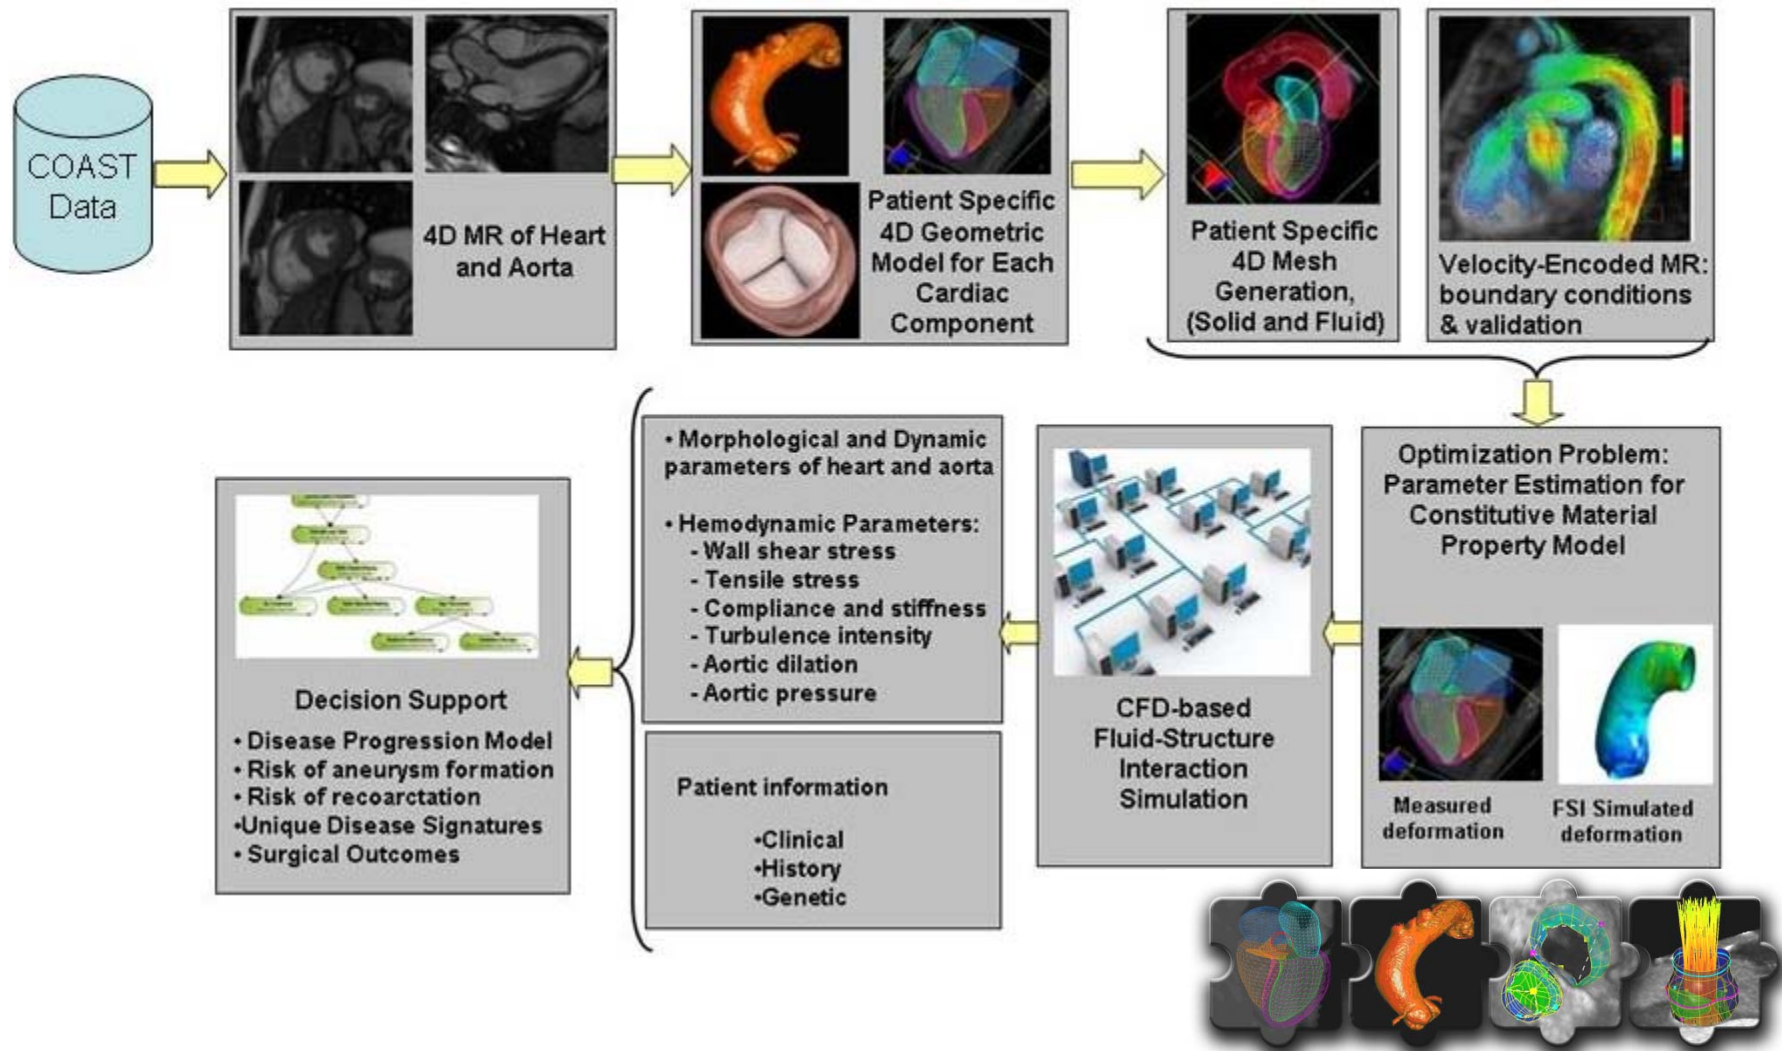 COAST
Data
4D MR of Heart
and Aorta
Patient Specific
4D Geometric
Model for Each
Cardiac
Component
Patient Specific
4D Mesh
Generation,
(Solid and Fluid)
Velocity-Encoded MR:
boundary conditions
& validation
Optimization Problem:
Parameter Estimation for
Constitutive Material
Property Model
Measured
deformation
FSI Simulated
deformation
CFD-based
Fluid-Structure
Interaction
Simulation
• Morphological and Dynamic
parameters of heart and aorta
• Hemodynamic Parameters:
- Wall shear stress
- Tensile stress
- Compliance and stiffness
- Turbulence intensity
- Aortic dilation
- Aortic pressure
Patient information
•Clinical
•History
•Genetic
Decision Support
• Disease Progression Model
• Risk of aneurysm formation
• Risk of recoarctation
•Unique Disease Signatures
• Surgical Outcomes